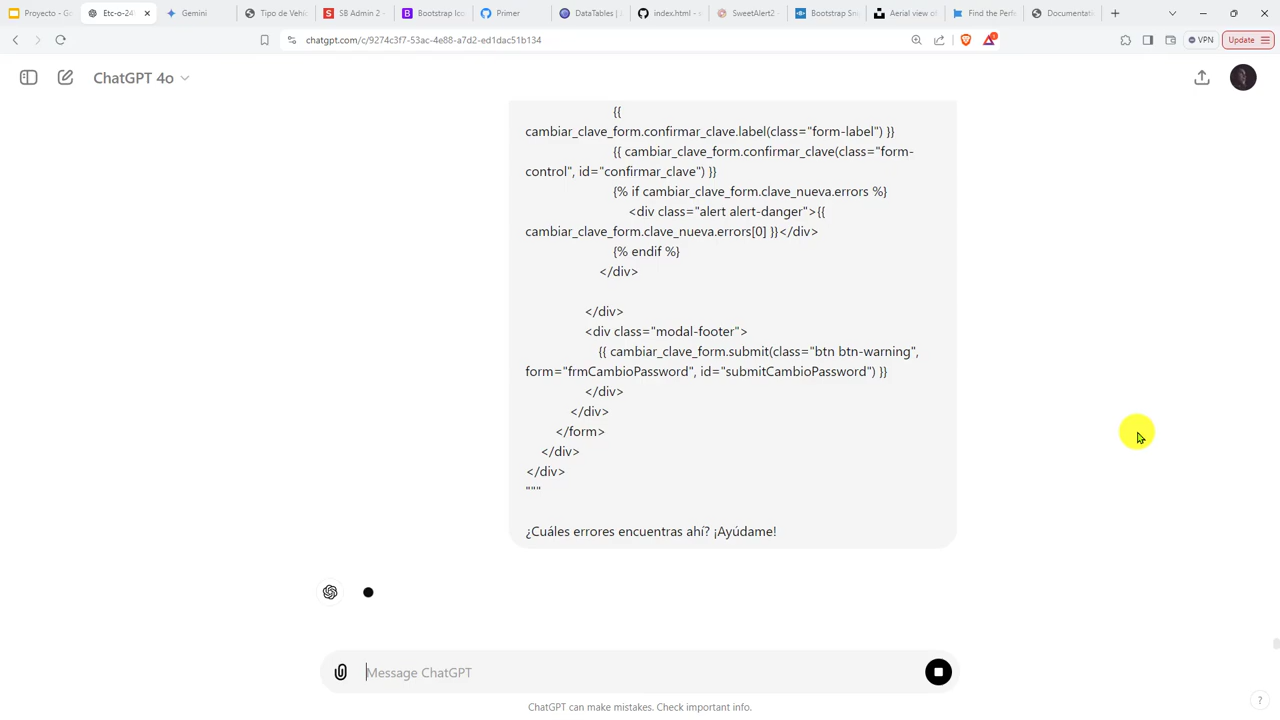 Proyecto - Go
Etc-o-24
Gemini
Tipo de Vehi
SB Admin 2 -
Bootstrap Ico
Primer
DataTables | J
index.html - s
SweetAlert2 -
Bootstrap Sni
Aerial view o
Find the Perfe
Documentati
chatgpt.com/c/9274c3f7-53ac-4e88-a7d2-ed1dac51b134
1
VPN
Update
ChatGPT 4o
{{
cambiar_clave_form.confirmar_clave.label(class="form-label") }}
{{ cambiar_clave_form.confirmar_clave(class="form-
control", id="confirmar_clave") }}
{% if cambiar_clave_form.clave_nueva.errors %}
<div class="alert alert-danger">{{
cambiar_clave_form.clave_nueva.errors[0] }}</div>
{% endif %}
</div>
</div>
<div class="modal-footer">
{{ cambiar_clave_form.submit(class="btn btn-warning",
form="frmCambioPassword", id="submitCambioPassword") }}
</div>
</div>
</form>
</div>
</div>
"""
¿Cuáles errores encuentras ahí? ¡Ayúdame!
Message ChatGPT
ChatGPT can make mistakes. Check important info.
?